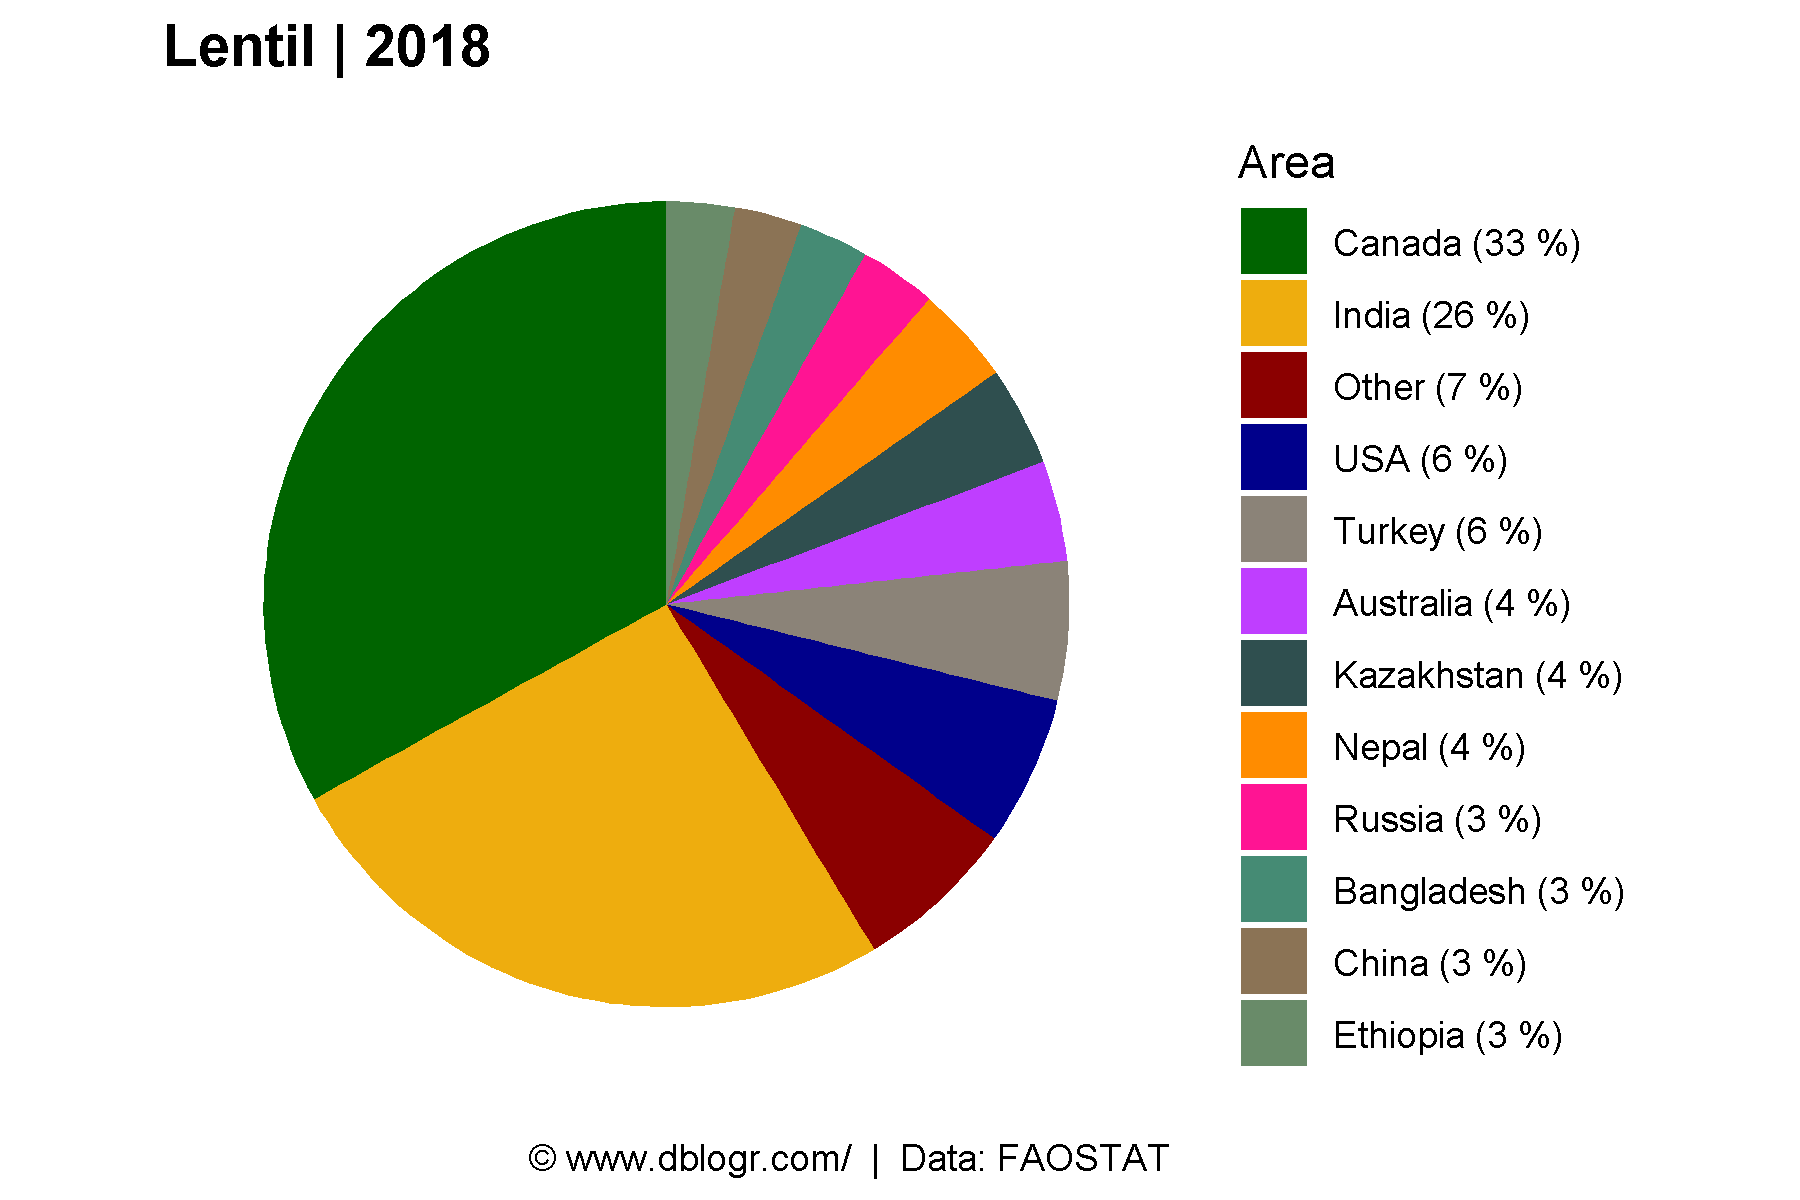 Lentil | 2018
Area
Canada (33 %)
India (26 %)
Other (7 %)
USA (6 %)
Turkey (6 %)
Australia (4 %)
Kazakhstan (4 %)
Nepal (4 %)
Russia (3 %)
Bangladesh (3 %)
China (3 %)
Ethiopia (3 %)
© www.dblogr.com/ | Data: FAOSTAT